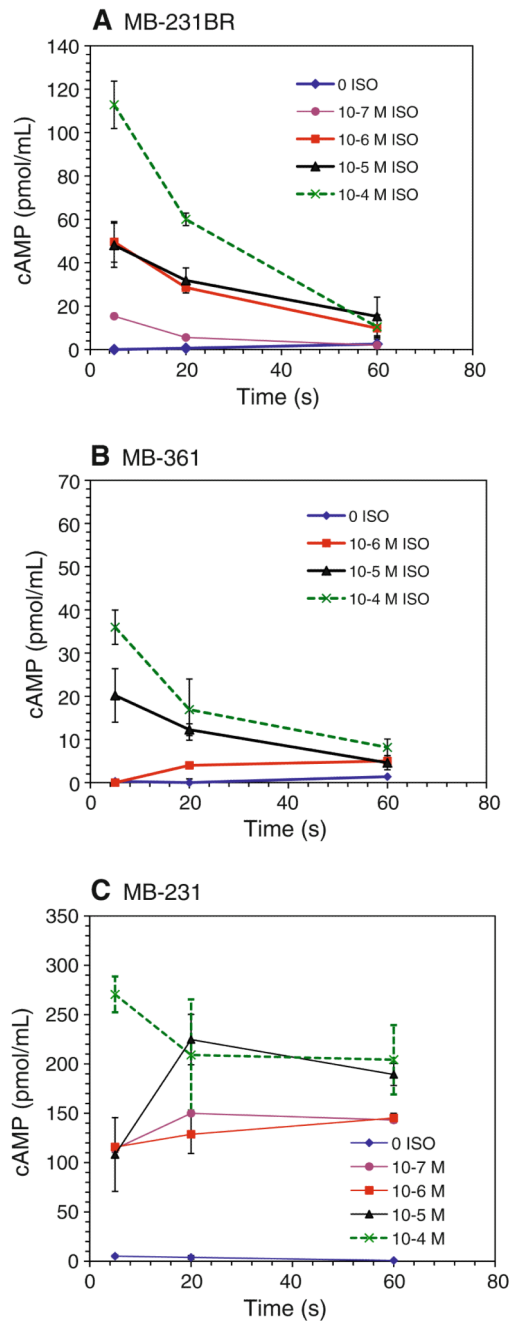 A MB-231BR
140
120
100
80
60
40
20
0
0 20 40 60 80
cAMP (pmol/mL)
Time (s)
0 ISO
10-7 M ISO
10-6 M ISO
10-5 M ISO
10-4 M ISO
B MB-361
70
60
50
40
30
20
10
0
0 20 40 60 80
cAMP (pmol/mL)
Time (s)
0 ISO
10-6 M ISO
10-5 M ISO
10-4 M ISO
C MB-231
350
300
250
200
150
100
50
0
0 20 40 60 80
cAMP (pmol/mL)
Time (s)
0 ISO
10-7 M
10-6 M
10-5 M
10-4 M